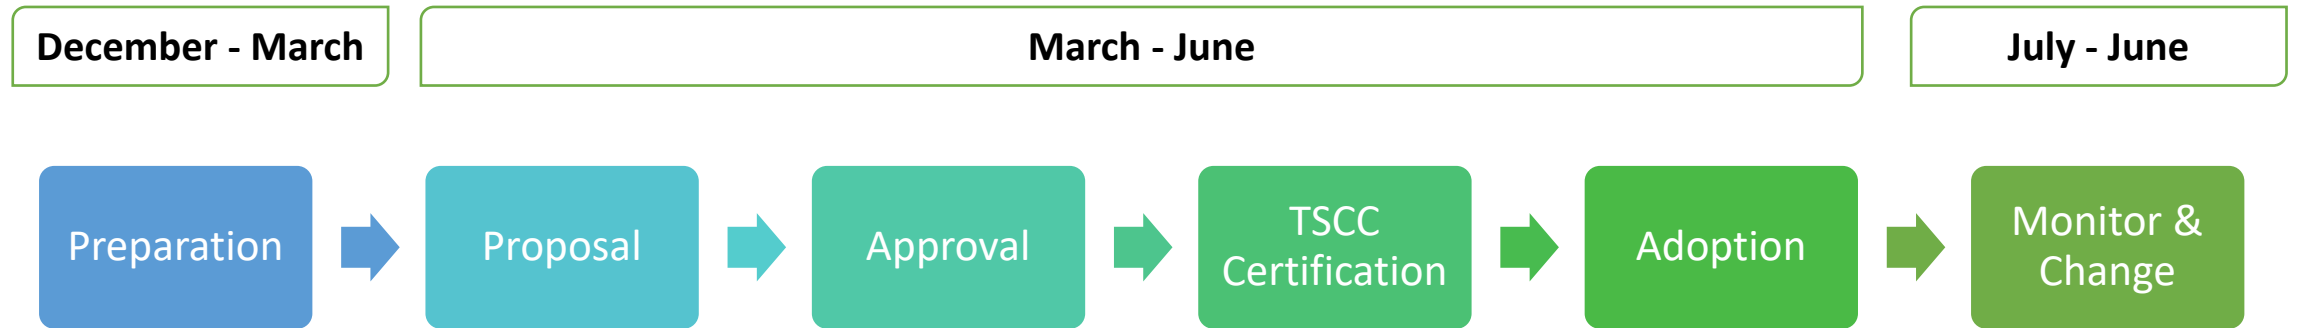 December - March
March - June
July - June
Preparation
Proposal
Approval
TSCC
Certification
Adoption
Monitor &
Change